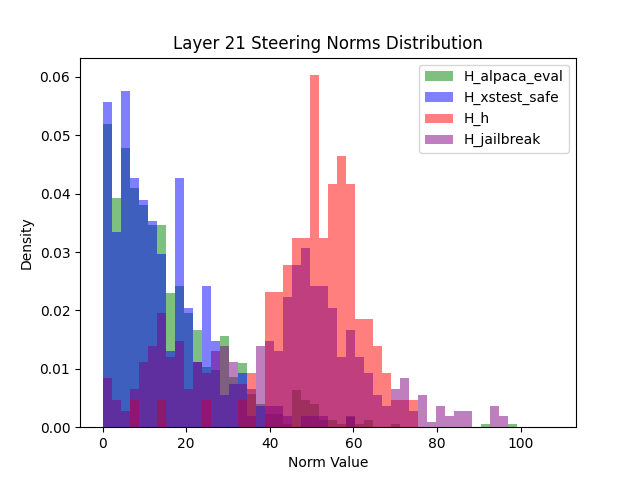 Layer 21 Steering Norms Distribution
H_alpaca_eval
H_xstest_safe
H_h
H_jailbreak
0.06
0.05
0.04
0.03
0.02
0.01
0.00
Density
0
20
40
60
80
100
Norm Value